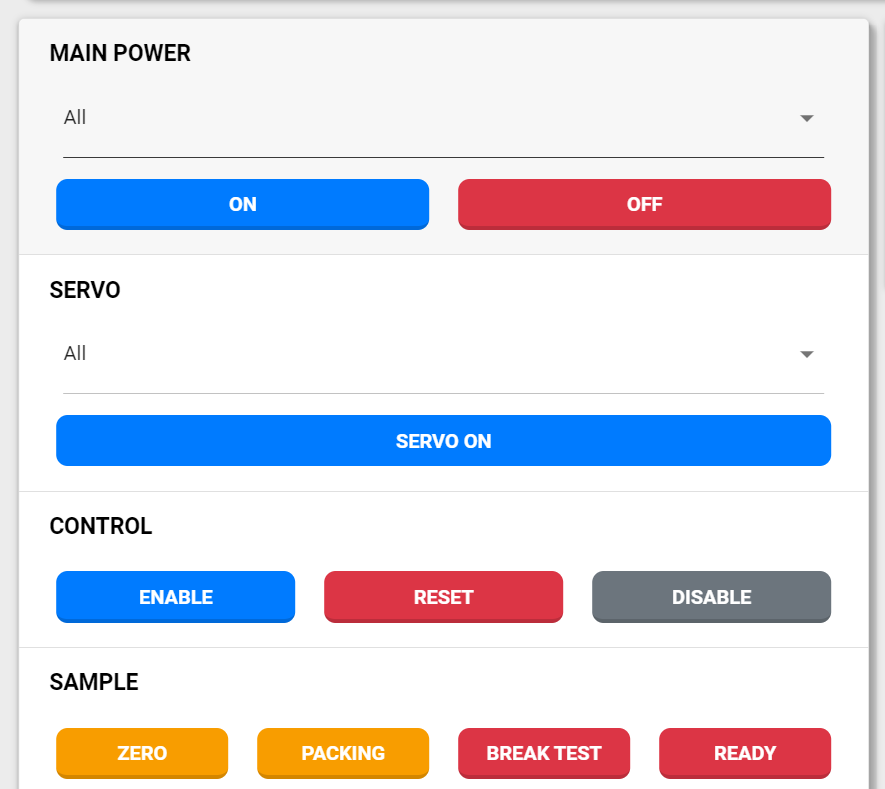 MAIN POWER
All
ON OFF
SERVO
All
SERVO ON
CONTROL
ENABLE RESET DISABLE
SAMPLE
ZERO PACKING BREAK TEST READY